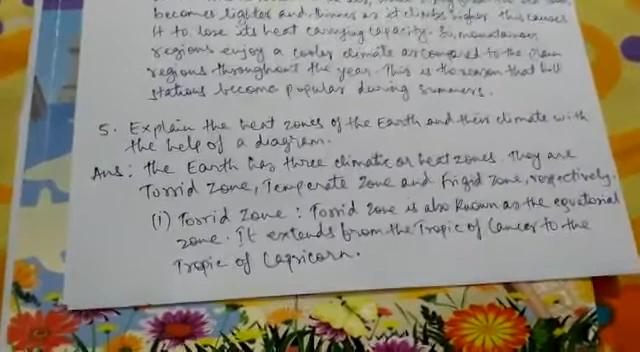 becomes lighter and thinner as it climbs higher this causes
it to lose its heat carrying capacity. So, mountainous
regions enjoy a cooler climate as compared to the plain
regions throughout the year. This is the reason that hill
stations become popular during summers.
5. Explain the heat zones of the Earth and their climate with
the help of a diagram.
Ans: The Earth has three climatic or heat zones. They are
Torrid Zone, Temperate Zone and Frigid Zone, respectively.
(i) Torrid Zone: Torrid Zone is also known as the equatorial
zone. It extends from the Tropic of Cancer to the
Tropic of Capricorn.